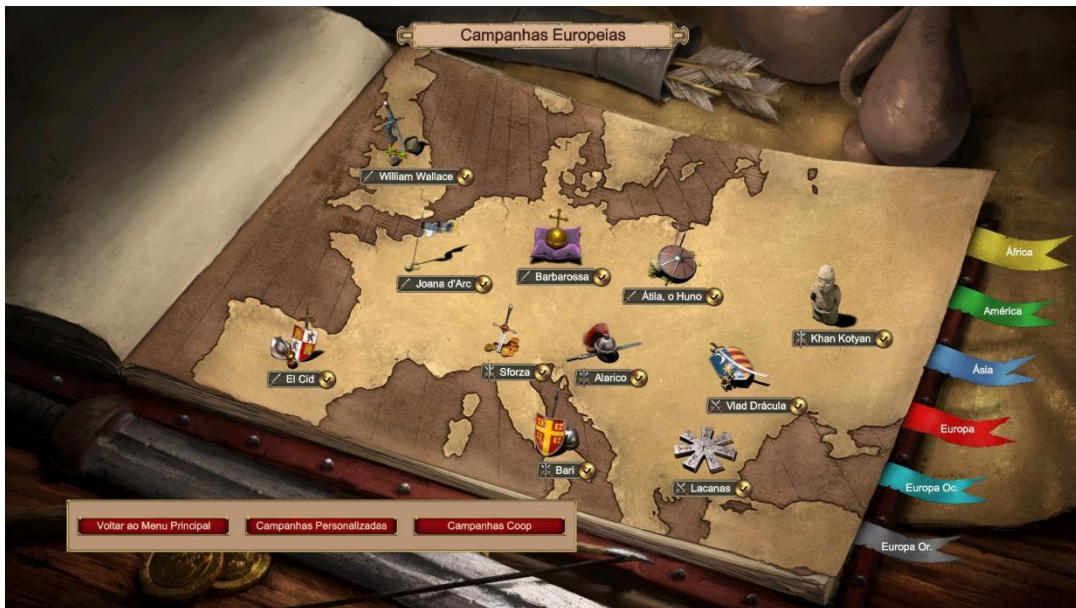 Campanhas Europeias
William Wallace
Joana d'Arc
Barbarossa
Átila, o Huno
Khan Kotyan
El Cid
Sforza
Alarico
Vlad Drácula
Bari
Lacanas
África
América
Ásia
Europa
Europa Oc.
Europa Or.
Voltar ao Menu Principal
Campanhas Personalizadas
Campanhas Coop